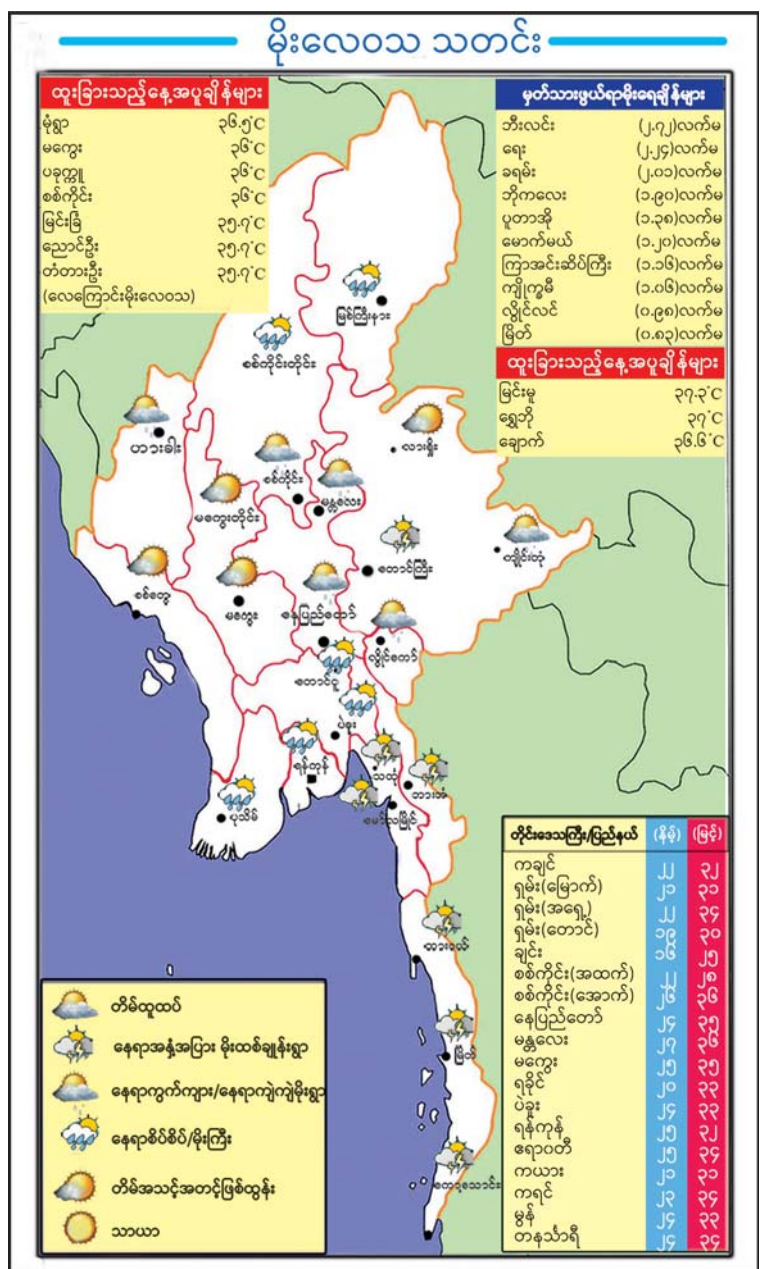 မိုးလေဝသ သတင်း
ထူးခြားသည့်နေ့အပူချိန်များ
မုံရွာ ၃၆.၅°C
မကွေး ၃၆°C
ပခုက္ကူ ၃၆°C
စစ်ကိုင်း ၃၆°C
မြင်းခြံ ၃၅.၇°C
ညောင်ဦး ၃၅.၇°C
တံတားဦး ၃၅.၇°C
(လေကြောင်းမိုးလေဝသ)
မှတ်သားဖွယ်ရာမိုးရေချိန်များ
ဘီးလင်း (၂.၇၂)လက်မ
ရေး (၂.၂၄)လက်မ
ခရမ်း (၂.၀၁)လက်မ
ဘိုကလေး (၁.၉၀)လက်မ
ပူတာအို (၁.၃၈)လက်မ
မောက်မယ် (၁.၂၀)လက်မ
ကြာအင်းဆိပ်ကြီး (၁.၁၆)လက်မ
ကျိုက္ခမီ (၁.၀၆)လက်မ
လွိုင်လင် (၀.၉၈)လက်မ
မြိတ် (၀.၈၃)လက်မ
ထူးခြားသည့်နေ့အပူချိန်များ
မြင်းမူ ၃၇.၃°C
ရွှေဘို ၃၇°C
ချောက် ၃၆.၆°C
မြစ်ကြီးနား
စစ်ကိုင်းတိုင်း
ဟားခါး
လားရှိုး
စစ်ကိုင်း
မန္တလေး
မကွေးတိုင်း
ကျိုင်းတုံ
တောင်ကြီး
စစ်တွေ
မကွေး
နေပြည်တော်
လွိုင်ကော်
တောင်ငူ
ပဲခူး
ရန်ကုန်
သထုံ
ဘားအံ
ပုသိမ်
မော်လမြိုင်
ထားဝယ်
မြိတ်
ကော့သောင်း
တိမ်ထူထပ်
နေရာအနှံ့အပြား မိုးထစ်ချုန်းရွာ
နေရာကွက်ကျား/နေရာကျဲကျဲမိုးရွာ
နေရာစိပ်စိပ်/မိုးကြီး
တိမ်အသင့်အတင့်ဖြစ်ထွန်း
သာယာ
တိုင်းဒေသကြီး/ပြည်နယ် (နိမ့်) (မြင့်)
ကချင် ၂၂ ၃၂
ရှမ်း(မြောက်) ၂၁ ၃၁
ရှမ်း(အရှေ့) ၂၂ ၃၄
ရှမ်း(တောင်) ၁၉ ၃၀
ချင်း ၁၆ ၂၅
စစ်ကိုင်း(အထက်) ၂၂ ၂၈
စစ်ကိုင်း(အောက်) ၂၆ ၃၆
နေပြည်တော် ၂၄ ၃၅
မန္တလေး ၂၇ ၃၆
မကွေး ၂၅ ၃၅
ရခိုင် ၂၀ ၃၃
ပဲခူး ၂၄ ၃၃
ရန်ကုန် ၂၅ ၃၂
ဧရာဝတီ ၂၅ ၃၄
ကယား ၂၁ ၃၁
ကရင် ၂၃ ၃၄
မွန် ၂၄ ၃၃
တနင်္သာရီ ၂၄ ၃၄